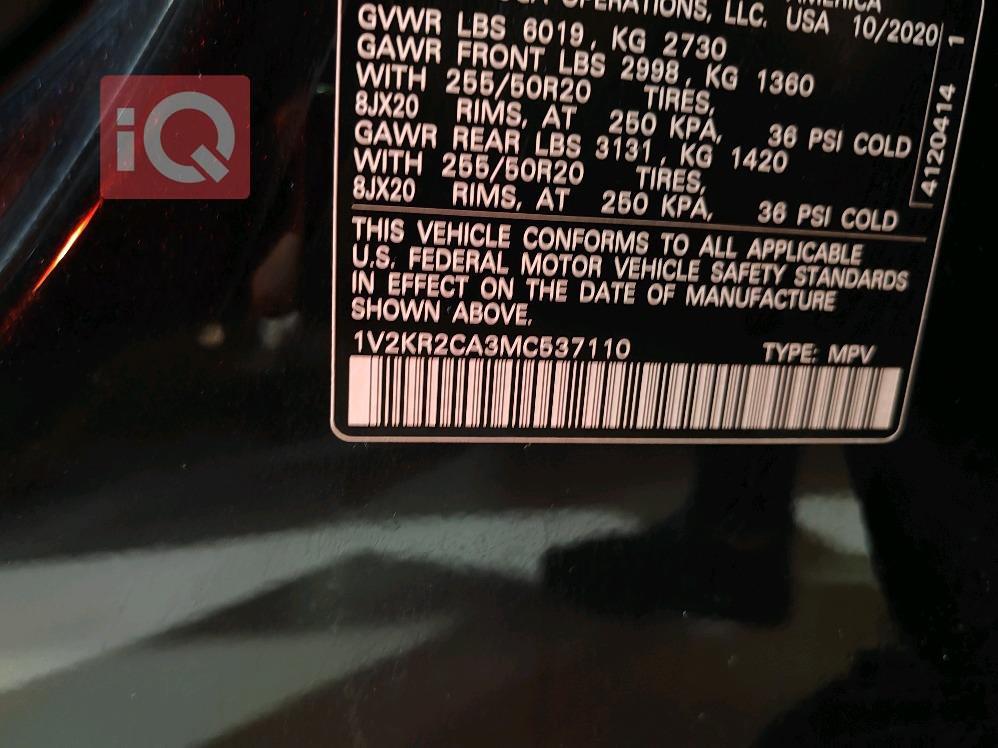 OPERATIONS, LLC. USA 10/2020
GVWR LBS 6019, KG 2730
GAWR FRONT LBS 2998, KG 1360
WITH 255/50R20 TIRES,
8JX20 RIMS, AT 250 KPA, 36 PSI COLD
GAWR REAR LBS 3131, KG 1420
WITH 255/50R20 TIRES,
8JX20 RIMS, AT 250 KPA, 36 PSI COLD
4120414 1
THIS VEHICLE CONFORMS TO ALL APPLICABLE
U.S. FEDERAL MOTOR VEHICLE SAFETY STANDARDS
IN EFFECT ON THE DATE OF MANUFACTURE
SHOWN ABOVE.
1V2KR2CA3MC537110 TYPE: MPV
iQ